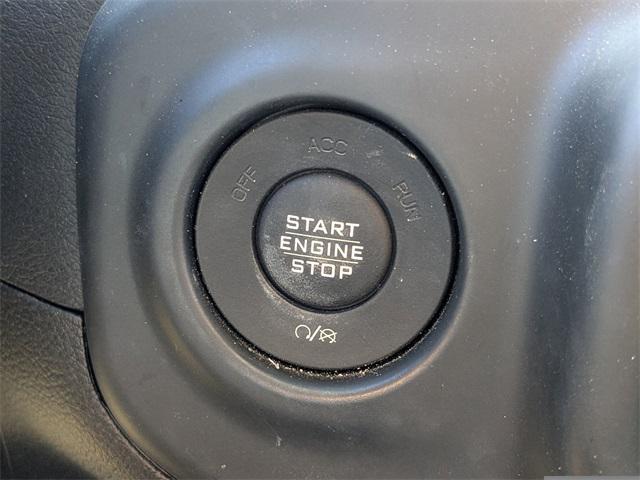 OFF
ACC
RUN
START
ENGINE
STOP